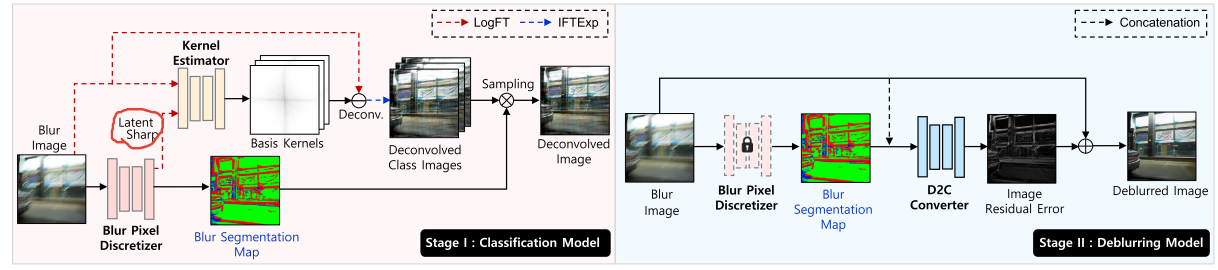 LogFT
IFTExp
Kernel
Estimator
Latent
Sharp
Blur
Image
Blur Pixel
Discretizer
Basis Kernels
Deconv.
Blur Segmentation
Map
Deconvolved
Class Images
Sampling
Deconvolved
Image
Stage I : Classification Model
Concatenation
Blur
Image
Blur Pixel
Discretizer
Blur
Segmentation
Map
D2C
Converter
Image
Residual Error
Deblurred Image
Stage II : Deblurring Model